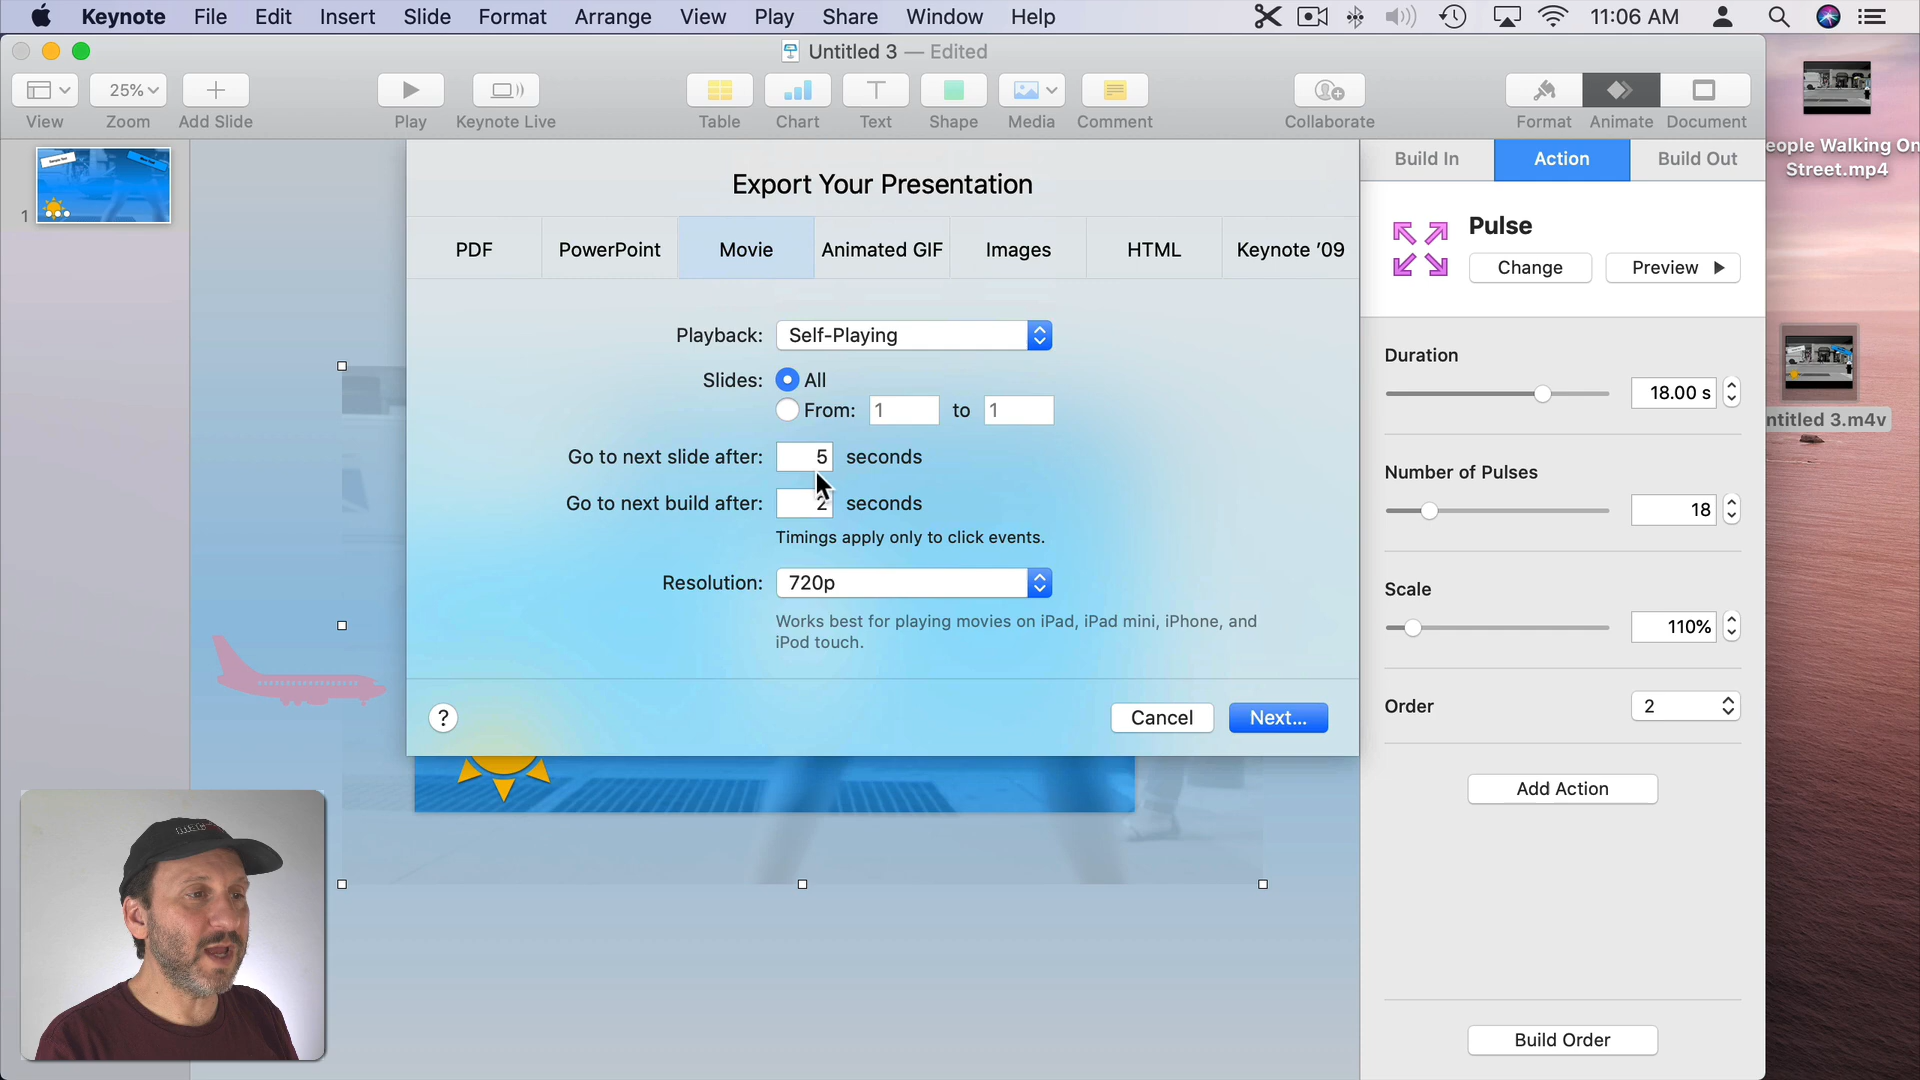 Keynote File Edit Insert Slide Format Arrange View Play Share Window Help 11:06 AM
Untitled 3 — Edited
25%
View Zoom Add Slide Play Keynote Live Table Chart Text Shape Media Comment Collaborate Format Animate Document
1
Export Your Presentation
PDF PowerPoint Movie Animated GIF Images HTML Keynote ’09
Playback: Self-Playing
Slides: All
From: 1 to 1
Go to next slide after: 5 seconds
Go to next build after: 2 seconds
Timings apply only to click events.
Resolution: 720p
Works best for playing movies on iPad, iPad mini, iPhone, and
iPod touch.
? Cancel Next...
Build In Action Build Out
Pulse
Change Preview
Duration
18.00 s
Number of Pulses
18
Scale
110%
Order 2
Add Action
Build Order
eople Walking On
Street.mp4
ntitled 3.m4v